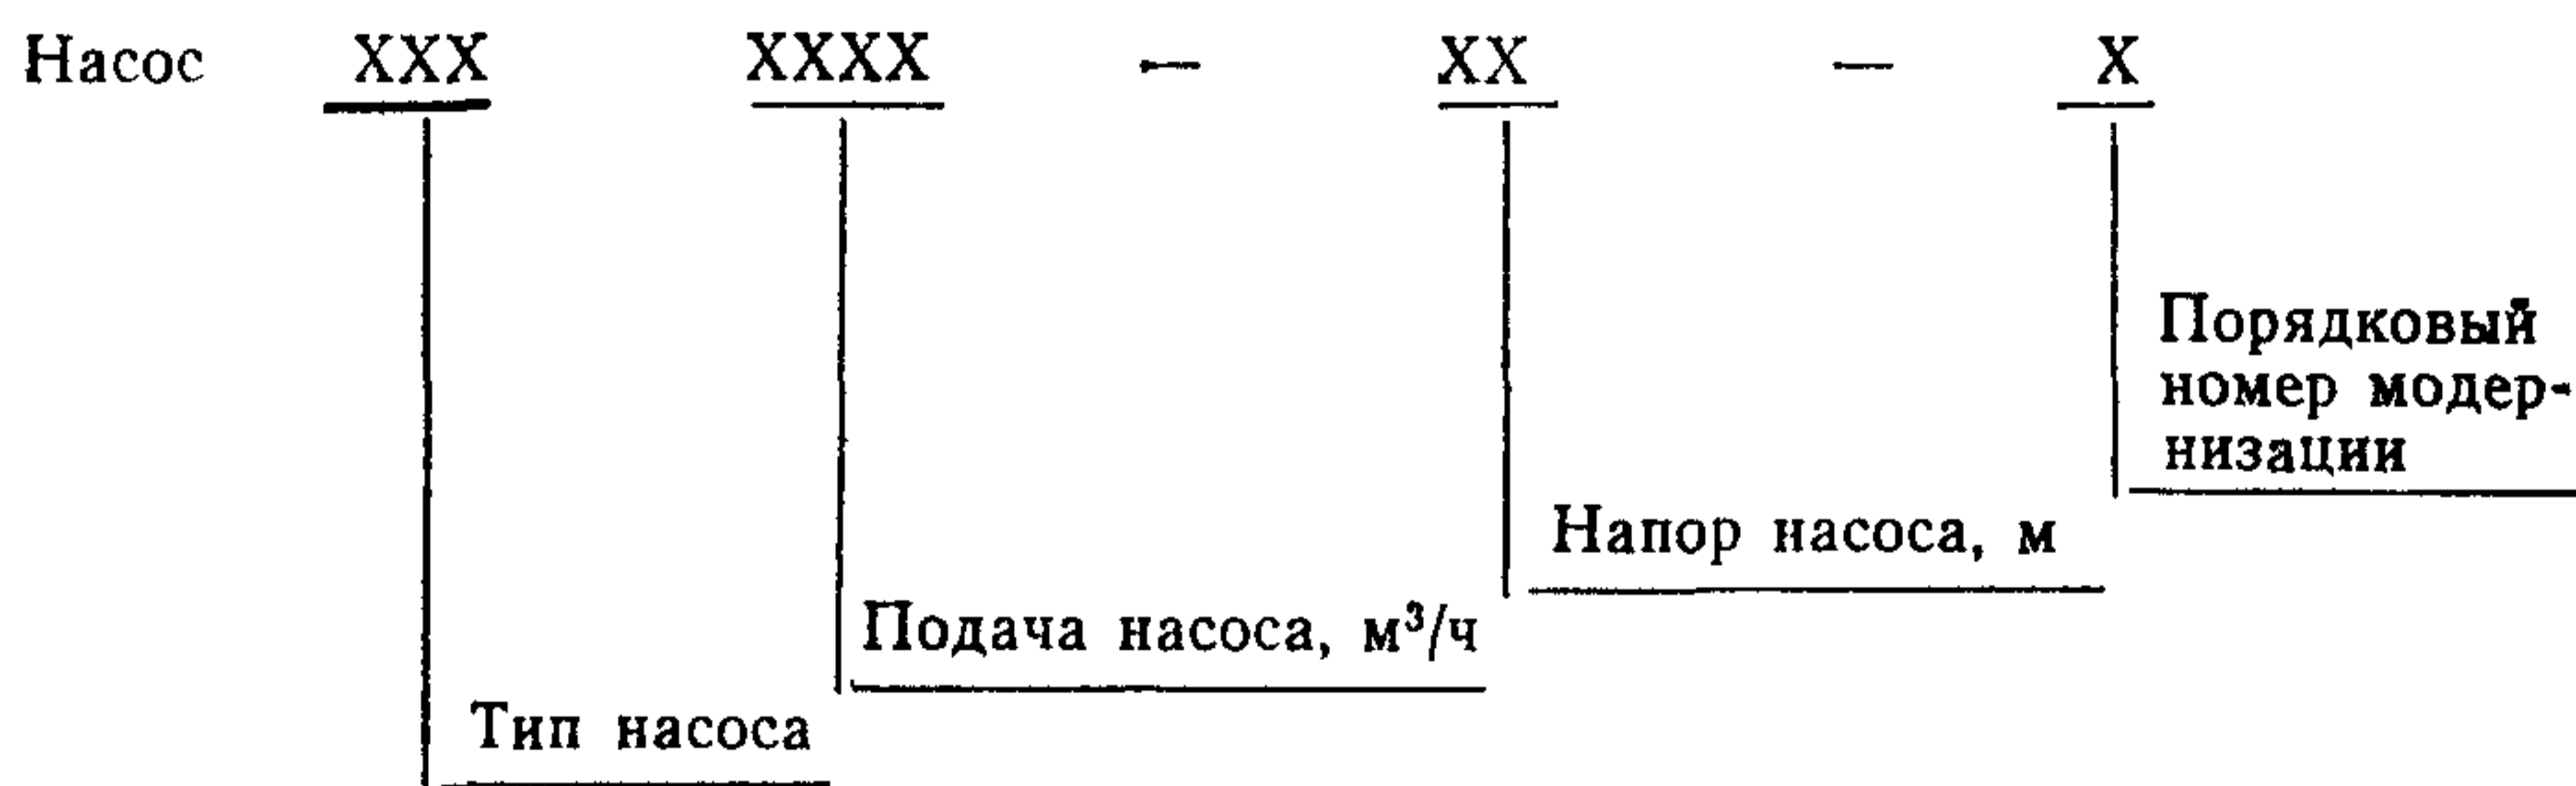 Насос XXX XXXX — XX — X
Порядковый
номер модер-
низации
Напор насоса, м
Подача насоса, м³/ч
Тип насоса